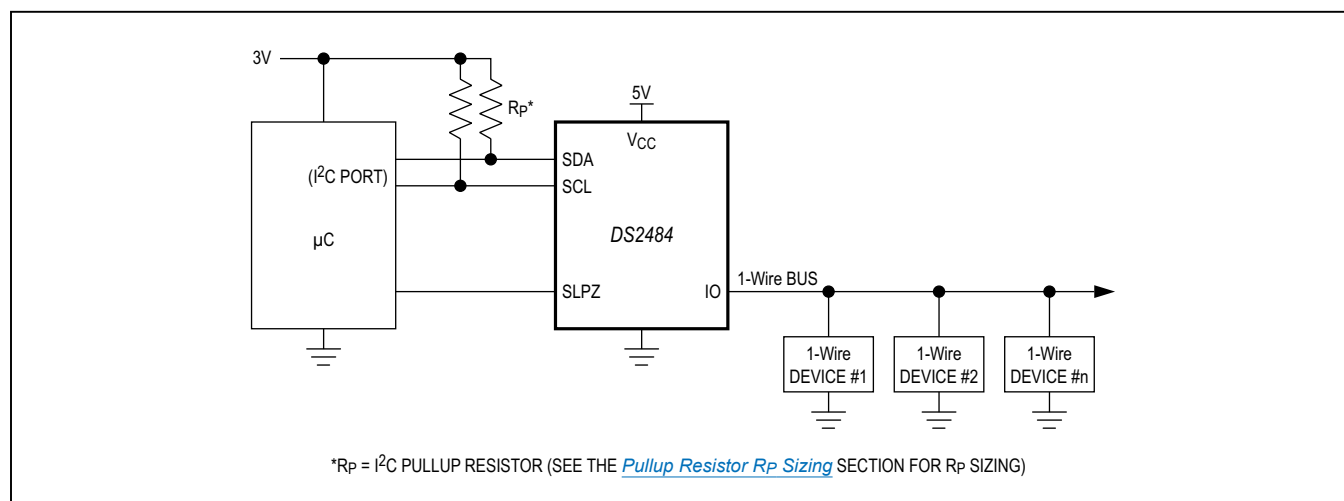 3V
RP*
5V
VCC
SDA
(I²C PORT)
SCL
µC
DS2484
1-Wire BUS
SLPZ
IO
1-Wire
DEVICE #1
1-Wire
DEVICE #2
1-Wire
DEVICE #n
*RP = I²C PULLUP RESISTOR (SEE THE Pullup Resistor RP Sizing SECTION FOR RP SIZING)